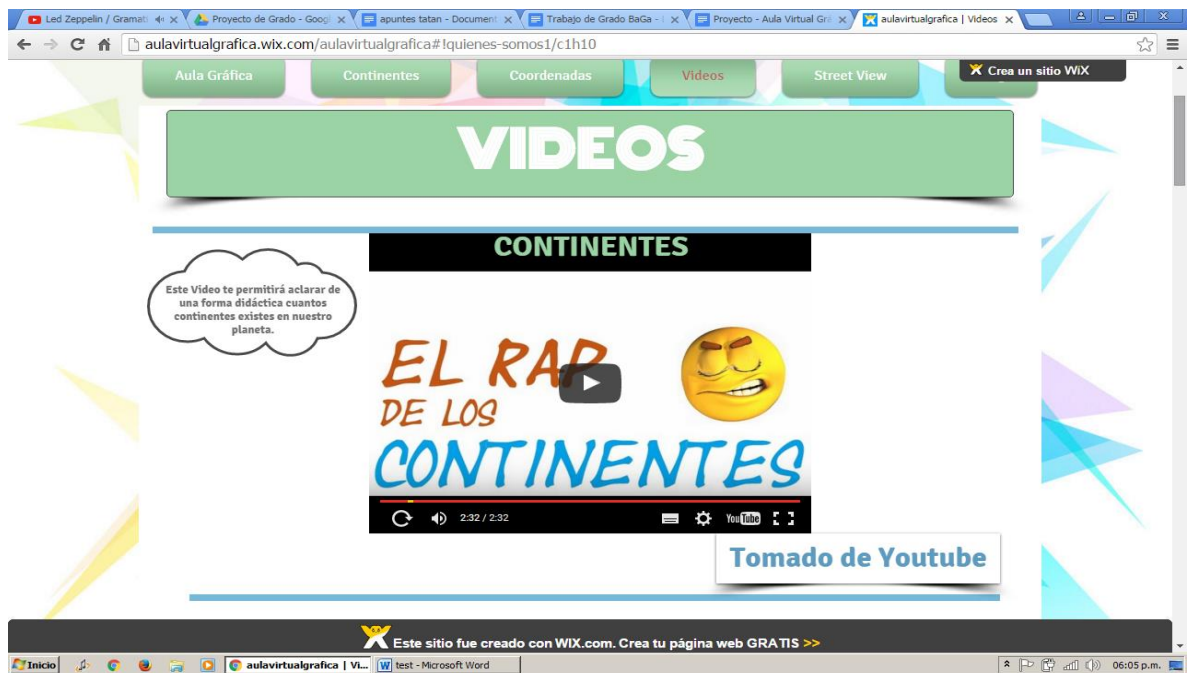 Led Zeppelin / Gramati
Proyecto de Grado - Googl
apuntes tatan - Document
Trabajo de Grado BaGa -
Proyecto - Aula Virtual Grá
aulavirtualgrafica | Videos
aulavirtualgrafica.wix.com/aulavirtualgrafica#!quienes-somos1/c1h10
Aula Gráfica
Continentes
Coordenadas
Videos
Street View
Crea un sitio WiX
VIDEOS
CONTINENTES
Este Video te permitirá aclarar de
una forma didáctica cuantos
continentes existes en nuestro
planeta.
EL RAP
DE LOS
CONTINENTES
2:32 / 2:32
YouTube
Tomado de Youtube
Este sitio fue creado con WIX.com. Crea tu página web GRATIS >>
Inicio
aulavirtualgrafica | Vi...
test - Microsoft Word
06:05 p.m.